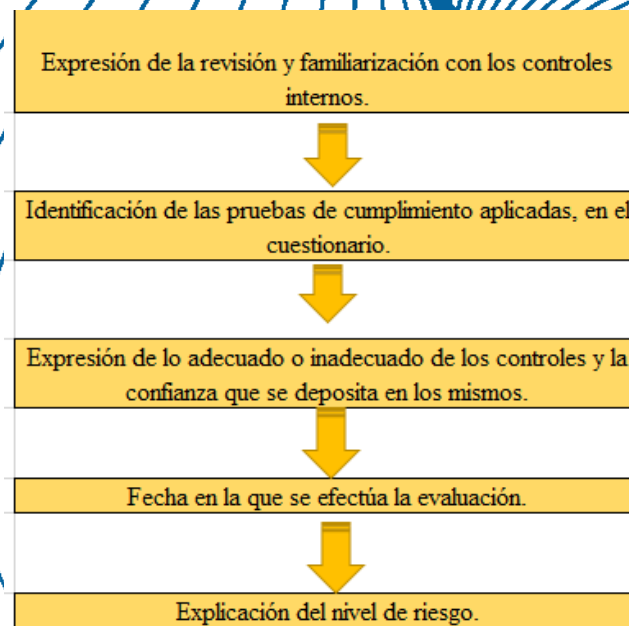 Expresión de la revisión y familiarización con los controles
internos.
Identificación de las pruebas de cumplimiento aplicadas, en el
cuestionario.
Expresión de lo adecuado o inadecuado de los controles y la
confianza que se deposita en los mismos.
Fecha en la que se efectúa la evaluación.
Explicación del nivel de riesgo.